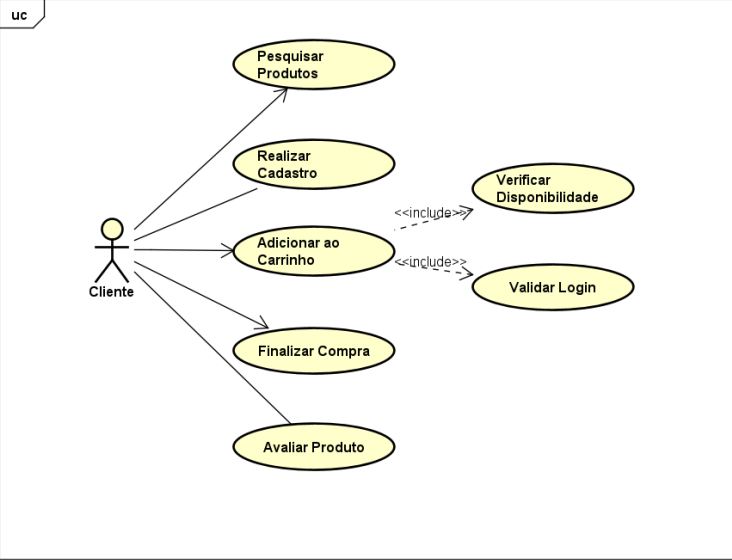 uc
Pesquisar
Produtos
Realizar
Cadastro
Verificar
Disponibilidade
<<include>>
Adicionar ao
Carrinho
<<include>>
Validar Login
Cliente
Finalizar Compra
Avaliar Produto